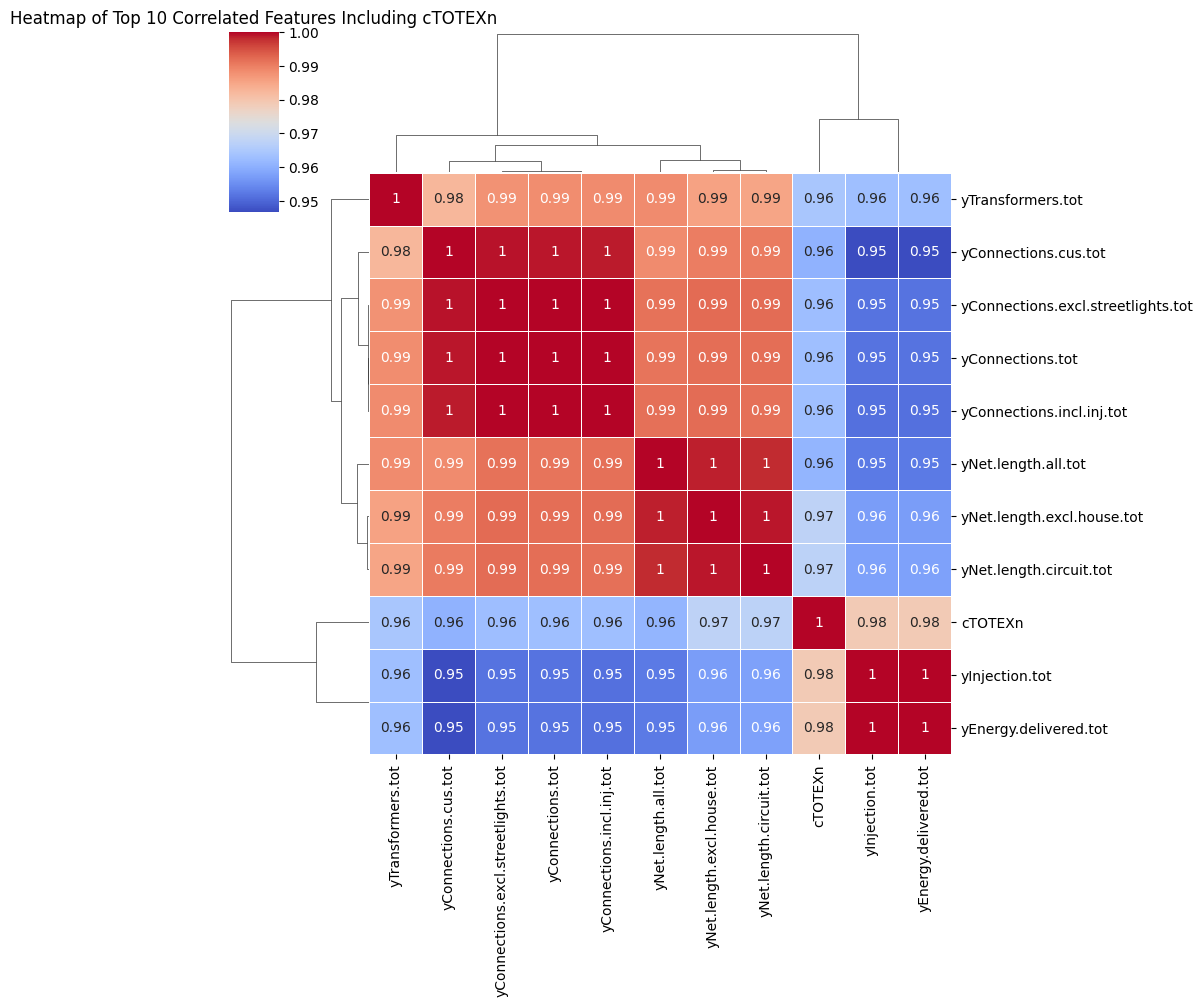 Heatmap of Top 10 Correlated Features Including cTOTEXn
1.00
0.99
0.98
0.97
0.96
0.95
1 0.98 0.99 0.99 0.99 0.99 0.99 0.99 0.96 0.96 0.96 yTransformers.tot
0.98 1 1 1 1 0.99 0.99 0.99 0.96 0.95 0.95 yConnections.cus.tot
0.99 1 1 1 1 0.99 0.99 0.99 0.96 0.95 0.95 yConnections.excl.streetlights.tot
0.99 1 1 1 1 0.99 0.99 0.99 0.96 0.95 0.95 yConnections.tot
0.99 1 1 1 1 0.99 0.99 0.99 0.96 0.95 0.95 yConnections.incl.inj.tot
0.99 0.99 0.99 0.99 0.99 1 1 1 0.96 0.95 0.95 yNet.length.all.tot
0.99 0.99 0.99 0.99 0.99 1 1 1 0.97 0.96 0.96 yNet.length.excl.house.tot
0.99 0.99 0.99 0.99 0.99 1 1 1 0.97 0.96 0.96 yNet.length.circuit.tot
0.96 0.96 0.96 0.96 0.96 0.96 0.97 0.97 1 0.98 0.98 cTOTEXn
0.96 0.95 0.95 0.95 0.95 0.95 0.96 0.96 0.98 1 1 yInjection.tot
0.96 0.95 0.95 0.95 0.95 0.95 0.96 0.96 0.98 1 1 yEnergy.delivered.tot
yTransformers.tot
yConnections.cus.tot
yConnections.excl.streetlights.tot
yConnections.tot
yConnections.incl.inj.tot
yNet.length.all.tot
yNet.length.excl.house.tot
yNet.length.circuit.tot
cTOTEXn
yInjection.tot
yEnergy.delivered.tot